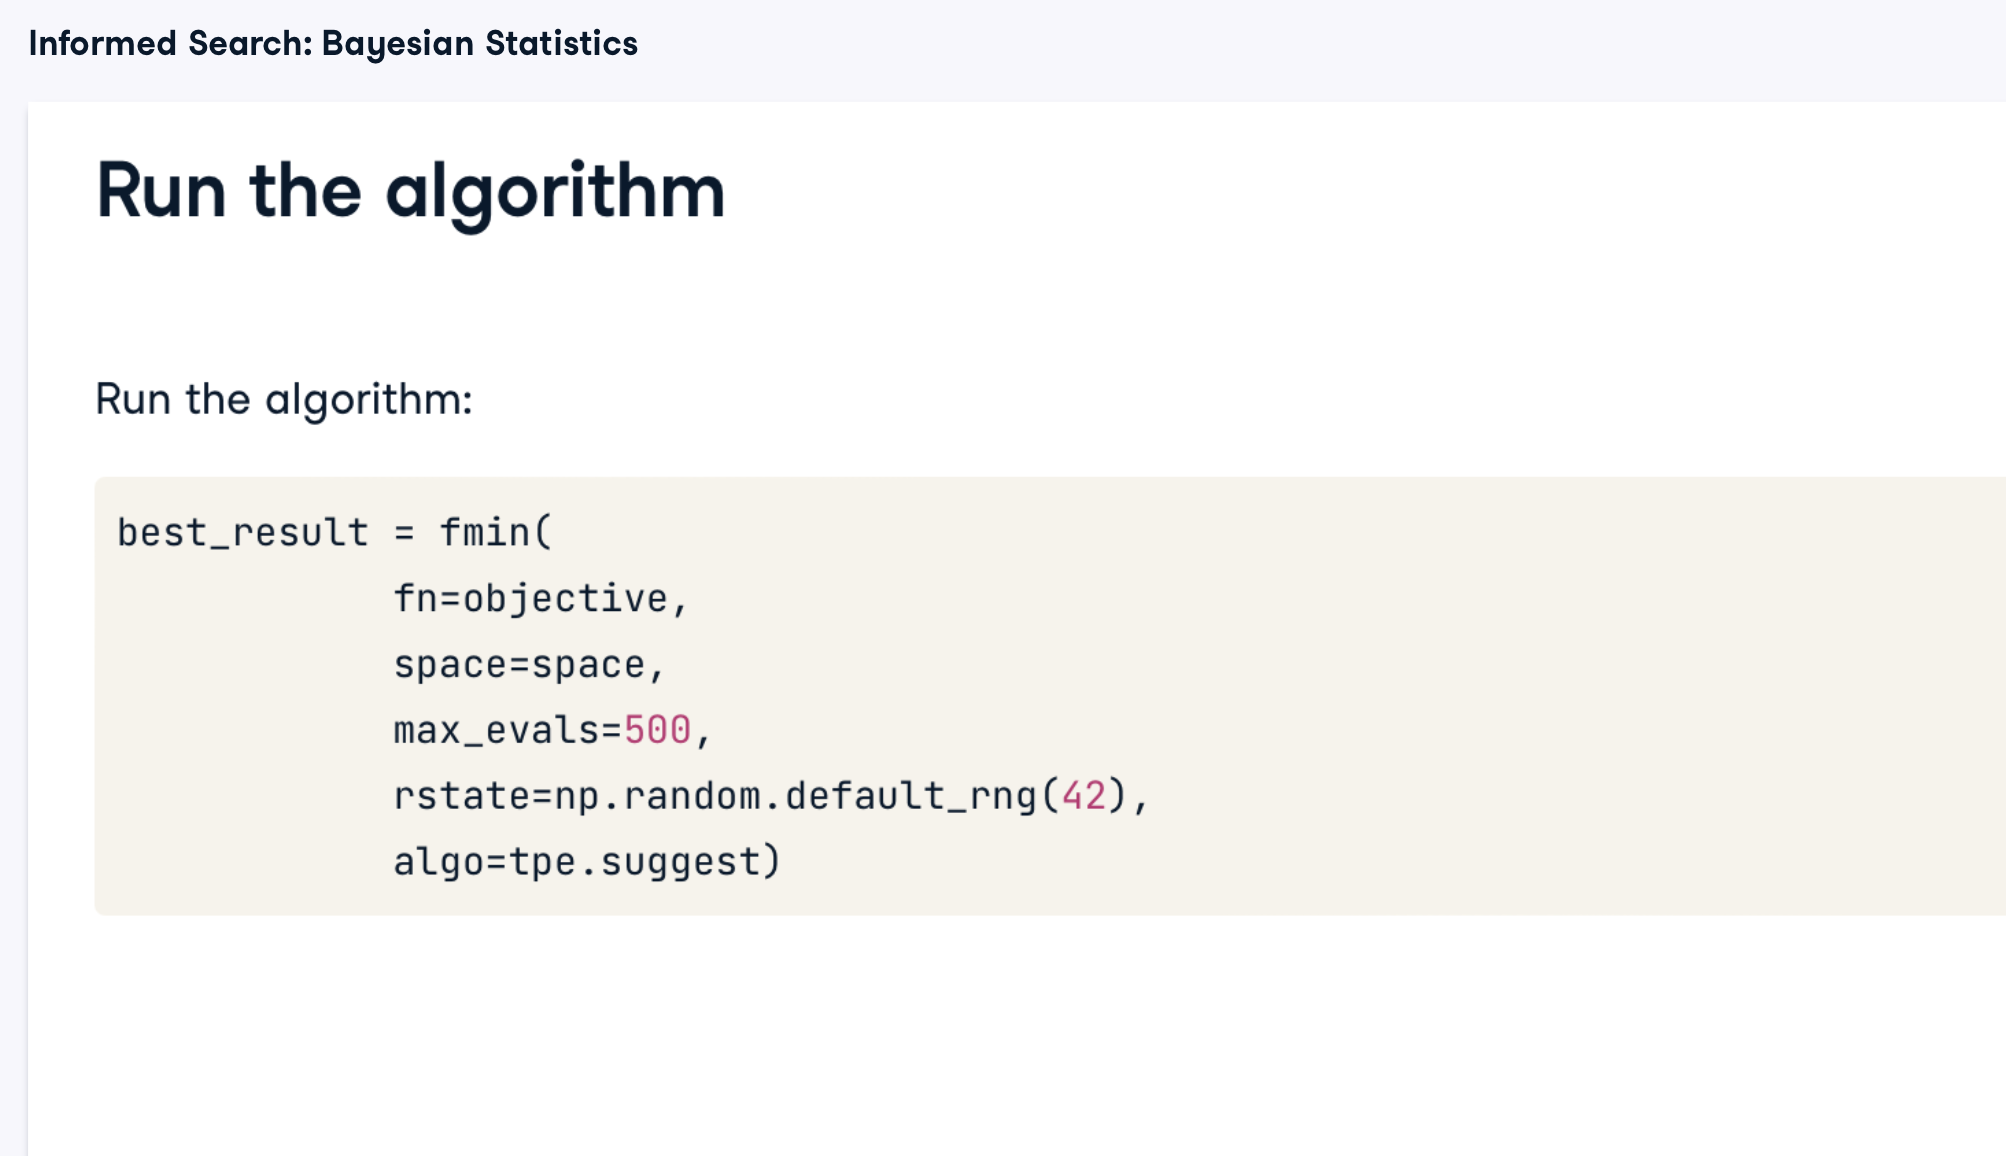 Informed Search: Bayesian Statistics
Run the algorithm
Run the algorithm:
best_result = fmin(
            fn=objective,
            space=space,
            max_evals=500,
            rstate=np.random.default_rng(42),
            algo=tpe.suggest)